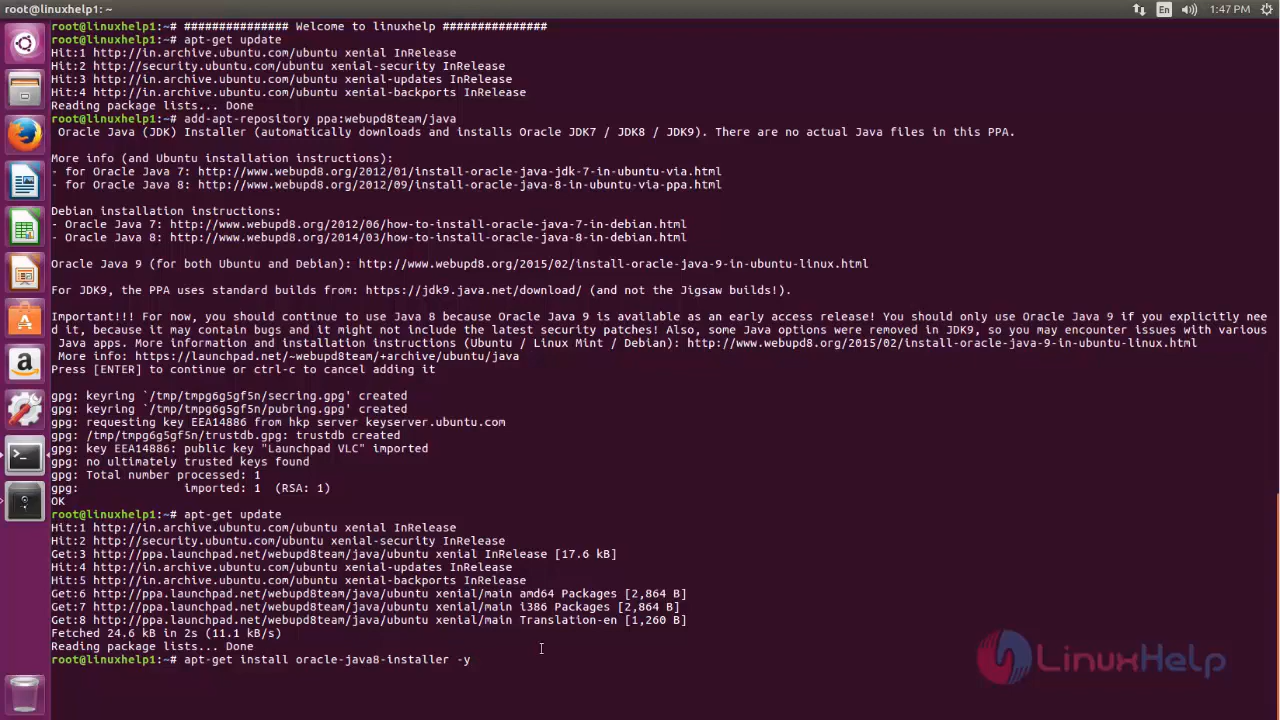 root@linuxhelp1: ~
En
1:47 PM
root@linuxhelp1:~# ############### Welcome to linuxhelp ###############
root@linuxhelp1:~# apt-get update
Hit:1 http://in.archive.ubuntu.com/ubuntu xenial InRelease
Hit:2 http://security.ubuntu.com/ubuntu xenial-security InRelease
Hit:3 http://in.archive.ubuntu.com/ubuntu xenial-updates InRelease
Hit:4 http://in.archive.ubuntu.com/ubuntu xenial-backports InRelease
Reading package lists... Done
root@linuxhelp1:~# add-apt-repository ppa:webupd8team/java
Oracle Java (JDK) Installer (automatically downloads and installs Oracle JDK7 / JDK8 / JDK9). There are no actual Java files in this PPA.
More info (and Ubuntu installation instructions):
- for Oracle Java 7: http://www.webupd8.org/2012/01/install-oracle-java-jdk-7-in-ubuntu-via.html
- for Oracle Java 8: http://www.webupd8.org/2012/09/install-oracle-java-8-in-ubuntu-via-ppa.html
Debian installation instructions:
- Oracle Java 7: http://www.webupd8.org/2012/06/how-to-install-oracle-java-7-in-debian.html
- Oracle Java 8: http://www.webupd8.org/2014/03/how-to-install-oracle-java-8-in-debian.html
Oracle Java 9 (for both Ubuntu and Debian): http://www.webupd8.org/2015/02/install-oracle-java-9-in-ubuntu-linux.html
For JDK9, the PPA uses standard builds from: https://jdk9.java.net/download/ (and not the Jigsaw builds!).
Important!!! For now, you should continue to use Java 8 because Oracle Java 9 is available as an early access release! You should only use Oracle Java 9 if you explicitly nee
d it, because it may contain bugs and it might not include the latest security patches! Also, some Java options were removed in JDK9, so you may encounter issues with various
Java apps. More information and installation instructions (Ubuntu / Linux Mint / Debian): http://www.webupd8.org/2015/02/install-oracle-java-9-in-ubuntu-linux.html
More info: https://launchpad.net/~webupd8team/+archive/ubuntu/java
Press [ENTER] to continue or ctrl-c to cancel adding it
gpg: keyring `/tmp/tmpg6g5gf5n/secring.gpg' created
gpg: keyring `/tmp/tmpg6g5gf5n/pubring.gpg' created
gpg: requesting key EEA14886 from hkp server keyserver.ubuntu.com
gpg: /tmp/tmpg6g5gf5n/trustdb.gpg: trustdb created
gpg: key EEA14886: public key "Launchpad VLC" imported
gpg: no ultimately trusted keys found
gpg: Total number processed: 1
gpg:               imported: 1  (RSA: 1)
OK
root@linuxhelp1:~# apt-get update
Hit:1 http://in.archive.ubuntu.com/ubuntu xenial InRelease
Hit:2 http://security.ubuntu.com/ubuntu xenial-security InRelease
Get:3 http://ppa.launchpad.net/webupd8team/java/ubuntu xenial InRelease [17.6 kB]
Hit:4 http://in.archive.ubuntu.com/ubuntu xenial-updates InRelease
Hit:5 http://in.archive.ubuntu.com/ubuntu xenial-backports InRelease
Get:6 http://ppa.launchpad.net/webupd8team/java/ubuntu xenial/main amd64 Packages [2,864 B]
Get:7 http://ppa.launchpad.net/webupd8team/java/ubuntu xenial/main i386 Packages [2,864 B]
Get:8 http://ppa.launchpad.net/webupd8team/java/ubuntu xenial/main Translation-en [1,260 B]
Fetched 24.6 kB in 2s (11.1 kB/s)
Reading package lists... Done
root@linuxhelp1:~# apt-get install oracle-java8-installer -y
LinuxHelp